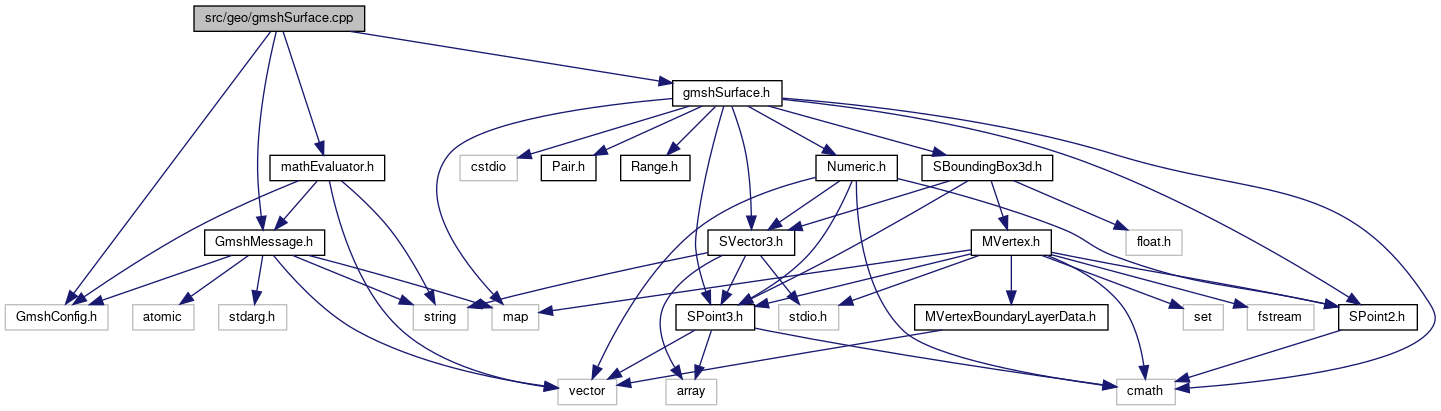 src/geo/gmshSurface.cpp
gmshSurface.h
mathEvaluator.h
cstdio
Pair.h
Range.h
Numeric.h
SBoundingBox3d.h
GmshMessage.h
SVector3.h
MVertex.h
float.h
GmshConfig.h
atomic
stdarg.h
string
map
SPoint3.h
stdio.h
MVertexBoundaryLayerData.h
set
fstream
SPoint2.h
vector
array
cmath